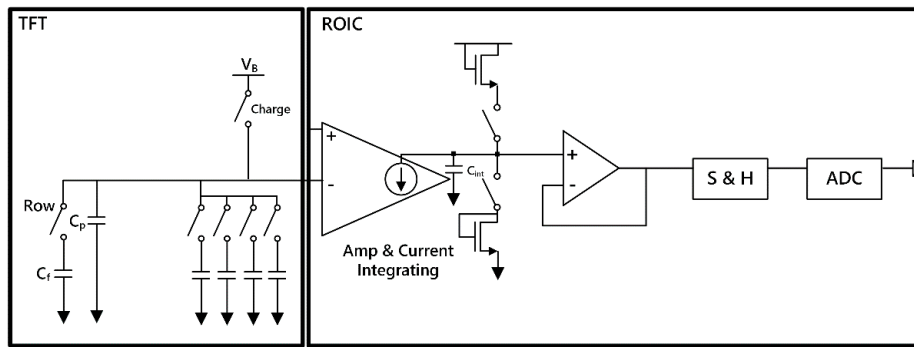 TFT
ROIC
V_B
Charge
+
-
C_int
+
-
S & H
ADC
Row
C_p
C_f
Amp & Current
Integrating